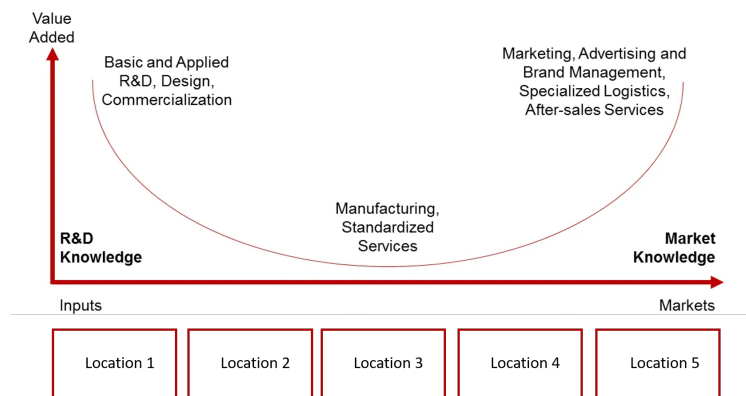 Value
Added
Basic and Applied
R&D, Design,
Commercialization
Marketing, Advertising and
Brand Management,
Specialized Logistics,
After-sales Services
Manufacturing,
Standardized
Services
R&D
Knowledge
Market
Knowledge
Inputs
Markets
Location 1
Location 2
Location 3
Location 4
Location 5